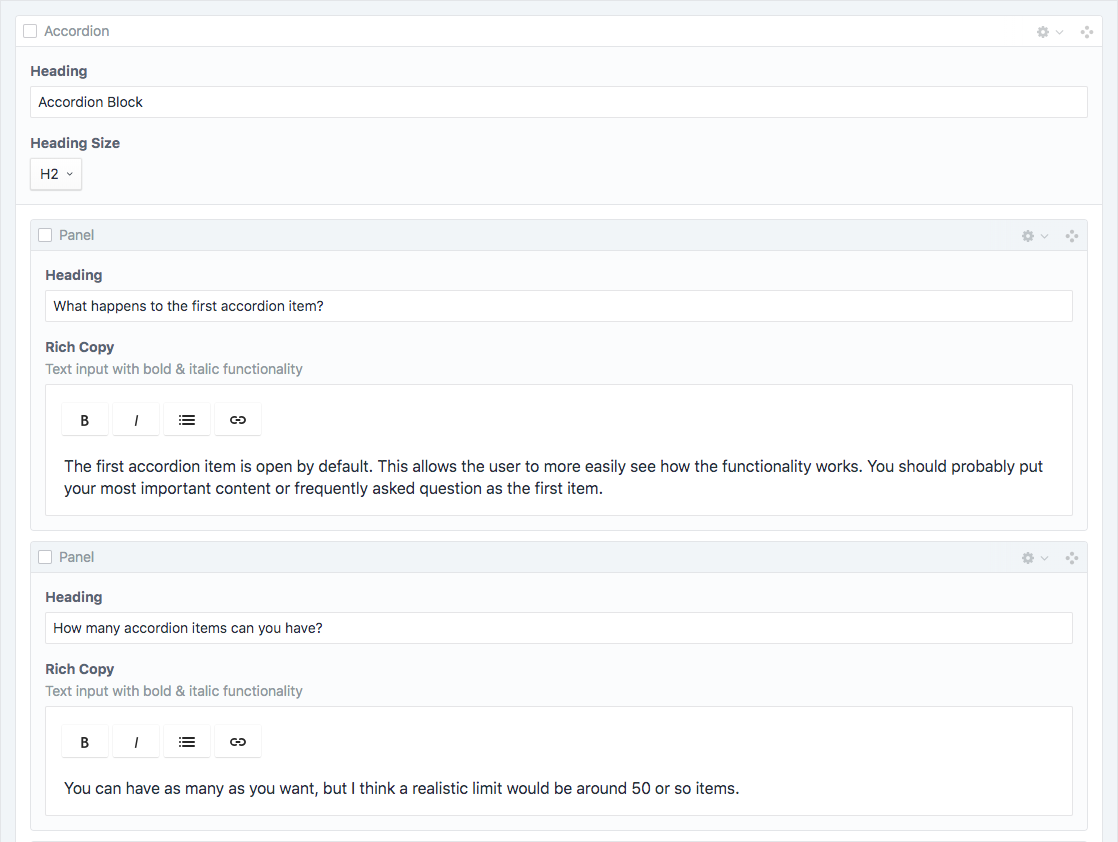 Accordion
Heading
Accordion Block
Heading Size
H2
Panel
Heading
What happens to the first accordion item?
Rich Copy
Text input with bold & italic functionality
B I
The first accordion item is open by default. This allows the user to more easily see how the functionality works. You should probably put
your most important content or frequently asked question as the first item.
Panel
Heading
How many accordion items can you have?
Rich Copy
Text input with bold & italic functionality
B I
You can have as many as you want, but I think a realistic limit would be around 50 or so items.